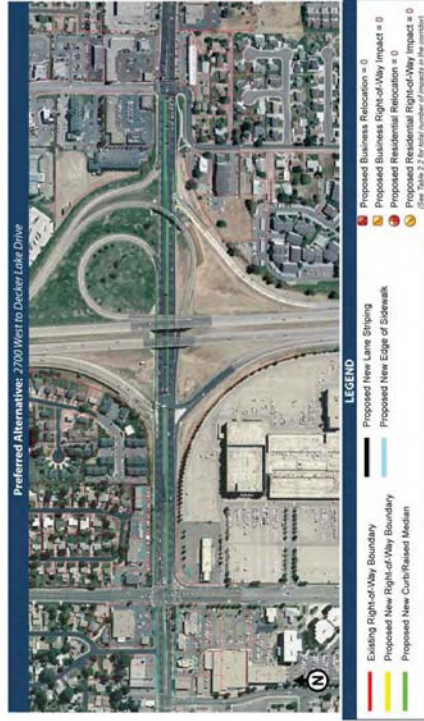 Preferred Alternative: 2700 West to Decker Lake Drive
N
LEGEND
Existing Right-of-Way Boundary
Proposed New Right-of-Way Boundary
Proposed New Curb/Raised Median
Proposed New Lane Striping
Proposed New Edge of Sidewalk
Proposed Business Relocation = 0
Proposed Business Right-of-Way Impact = 0
Proposed Residential Relocation = 0
Proposed Residential Right-of-Way Impact = 0
(See Table 2.2 for total number of impacts in the corridor)